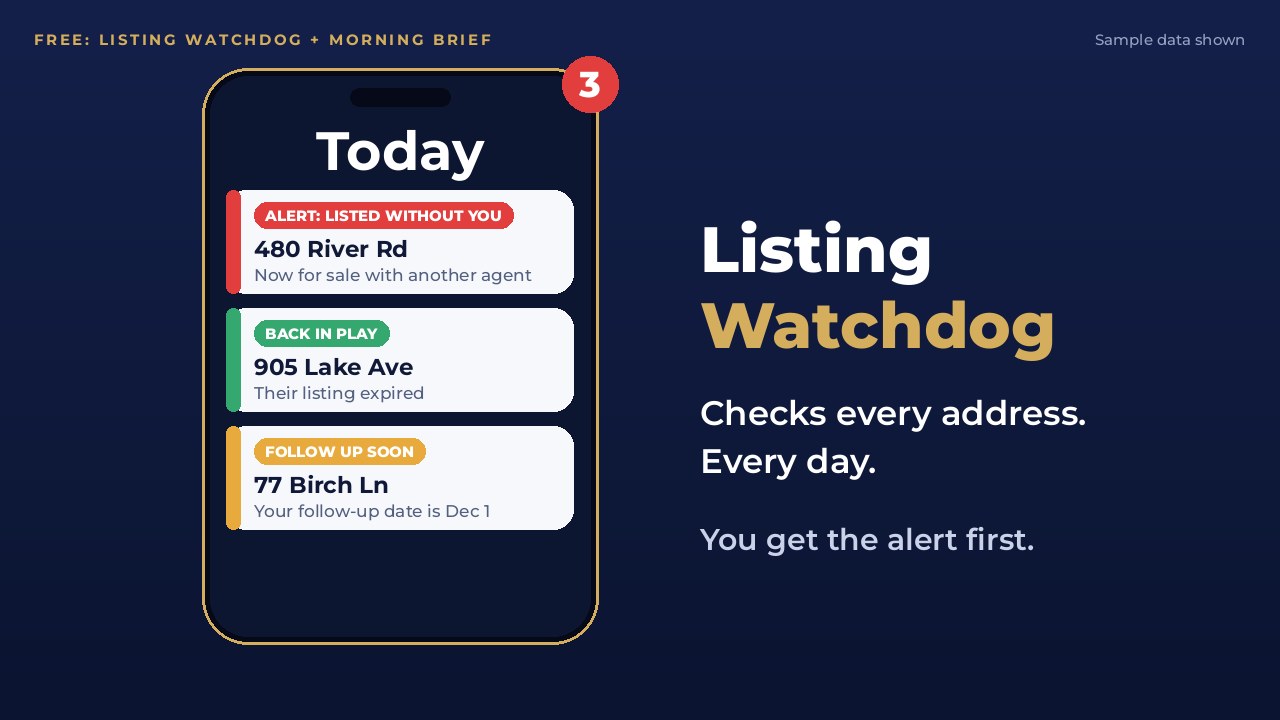 FREE: LISTING WATCHDOG + MORNING BRIEF
Sample data shown
3
Today
ALERT: LISTED WITHOUT YOU
480 River Rd
Now for sale with another agent
BACK IN PLAY
905 Lake Ave
Their listing expired
FOLLOW UP SOON
77 Birch Ln
Your follow-up date is Dec 1
Listing
Watchdog
Checks every address.
Every day.
You get the alert first.